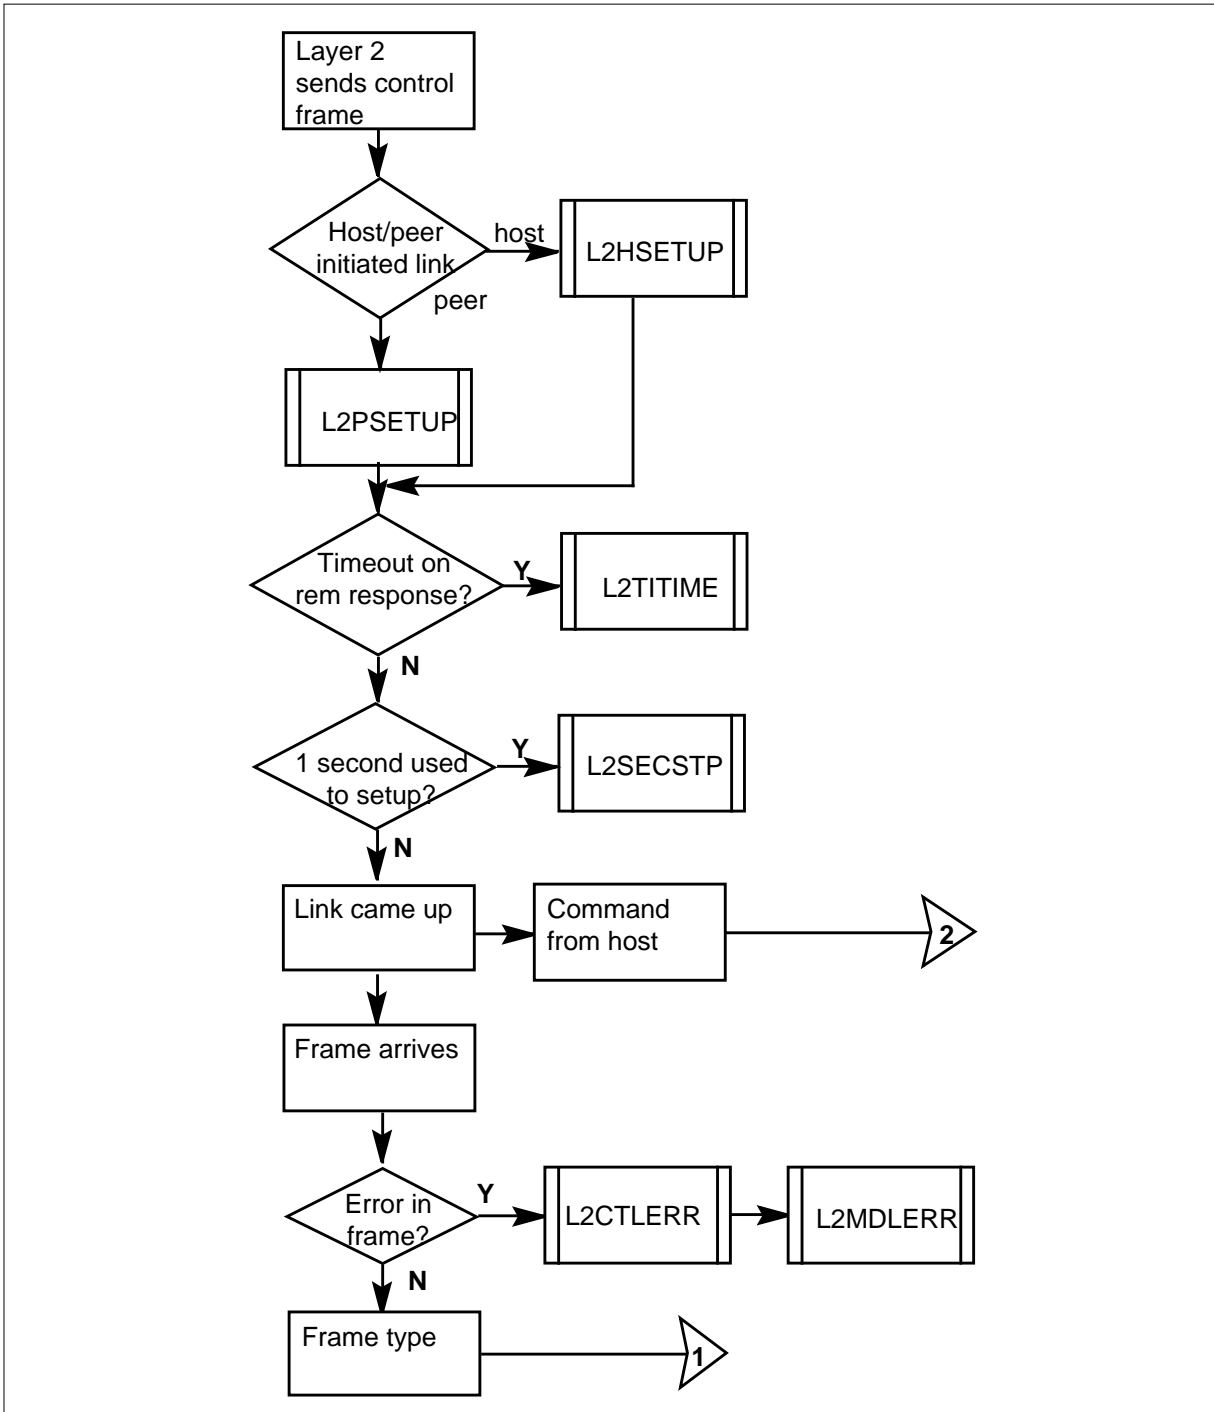 Layer 2
sends control
frame
Host/peer
initiated link
host
L2HSETUP
peer
L2PSETUP
Timeout on
rem response?
Y
L2TITIME
N
1 second used
to setup?
Y
L2SECSTP
N
Link came up
Command
from host
2
Frame arrives
Error in
frame?
Y
L2CTLERR
L2MDLERR
N
Frame type
1